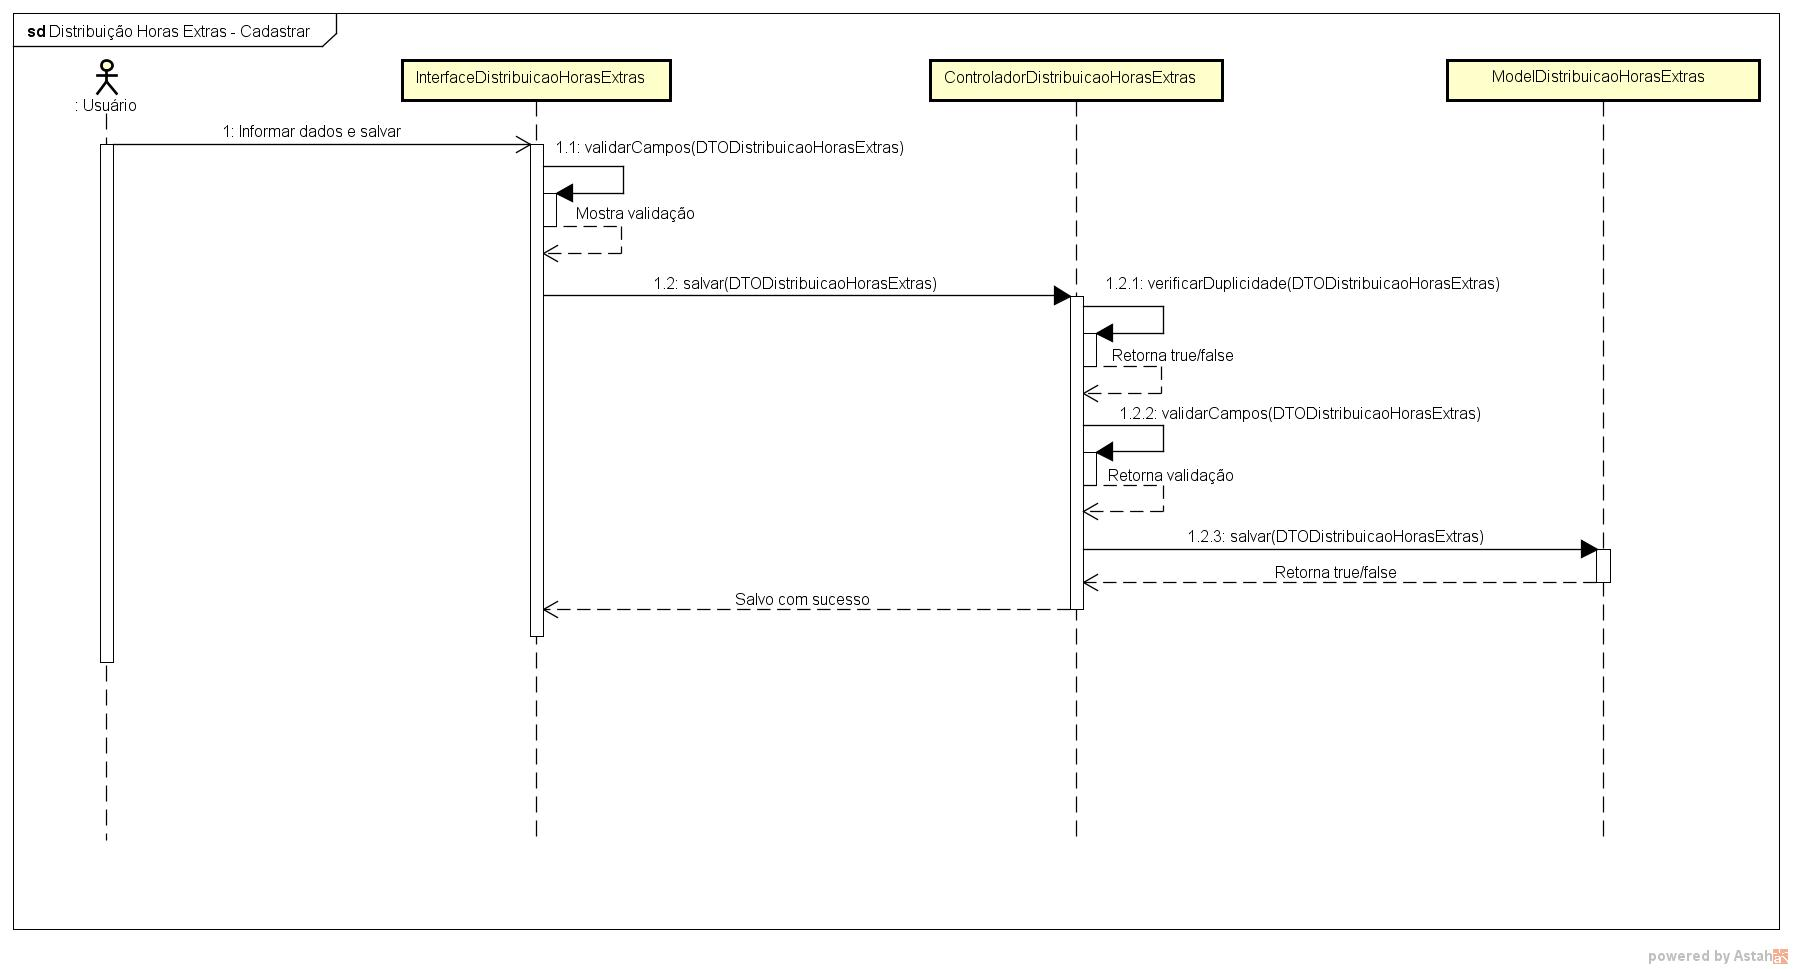 sd Distribuição Horas Extras - Cadastrar
: Usuário
InterfaceDistribuicaoHorasExtras
ControladorDistribuicaoHorasExtras
ModelDistribuicaoHorasExtras
1: Informar dados e salvar
1.1: validarCampos(DTODistribuicaoHorasExtras)
Mostra validação
1.2: salvar(DTODistribuicaoHorasExtras)
1.2.1: verificarDuplicidade(DTODistribuicaoHorasExtras)
Retorna true/false
1.2.2: validarCampos(DTODistribuicaoHorasExtras)
Retorna validação
1.2.3: salvar(DTODistribuicaoHorasExtras)
Retorna true/false
Salvo com sucesso
powered by Astah